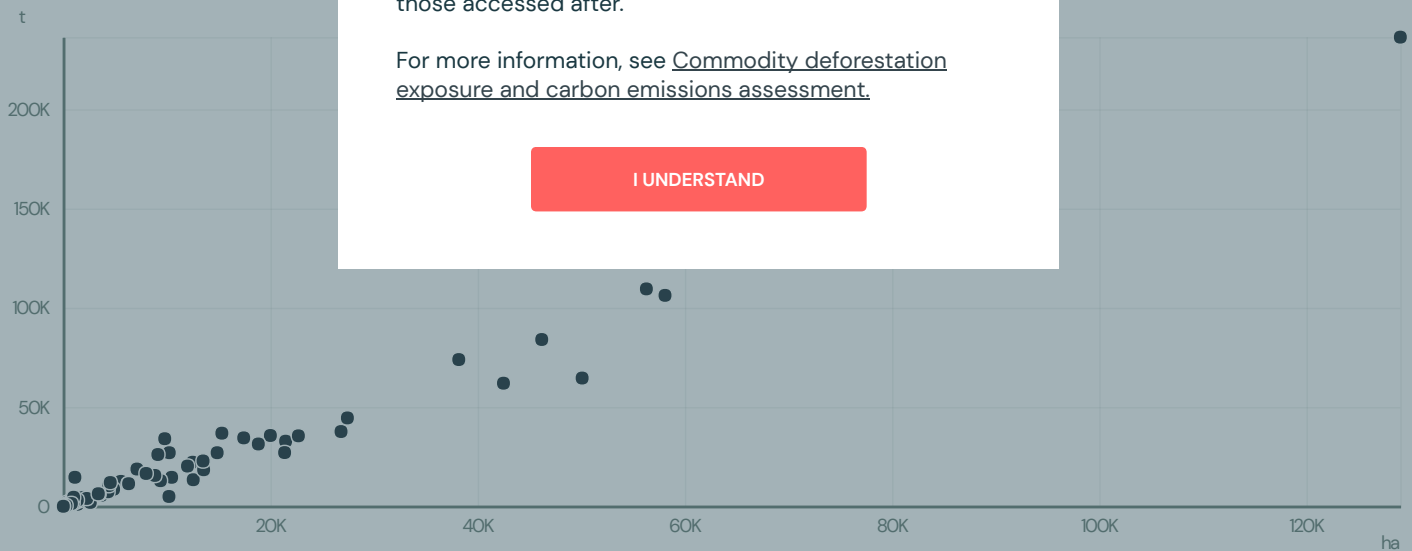 those accessed after.
t
For more information, see Commodity deforestation
exposure and carbon emissions assessment.
200K
I UNDERSTAND
150K
100K
50K
0
20K 40K 60K 80K 100K 120K
ha